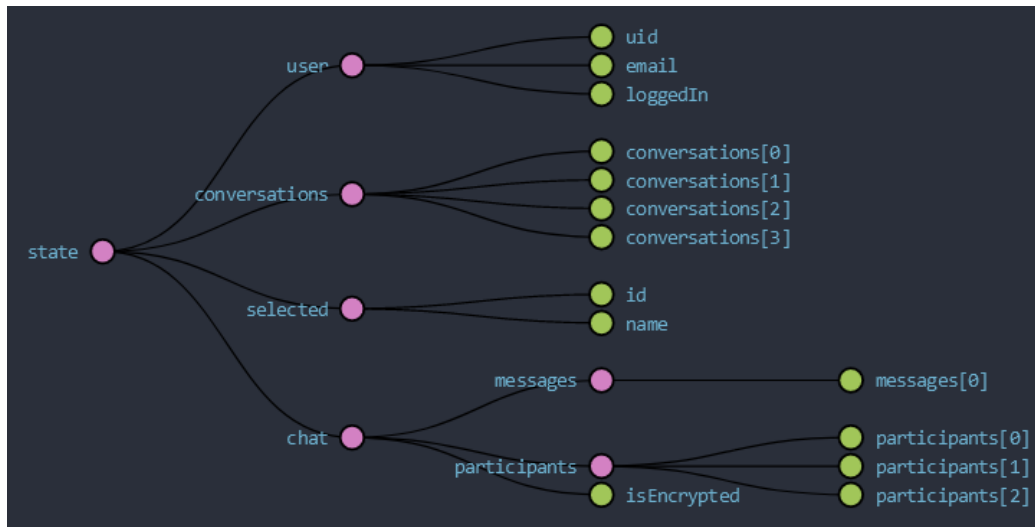 state
user
uid
email
loggedIn
conversations
conversations[0]
conversations[1]
conversations[2]
conversations[3]
selected
id
name
chat
messages
messages[0]
participants
participants[0]
participants[1]
participants[2]
isEncrypted